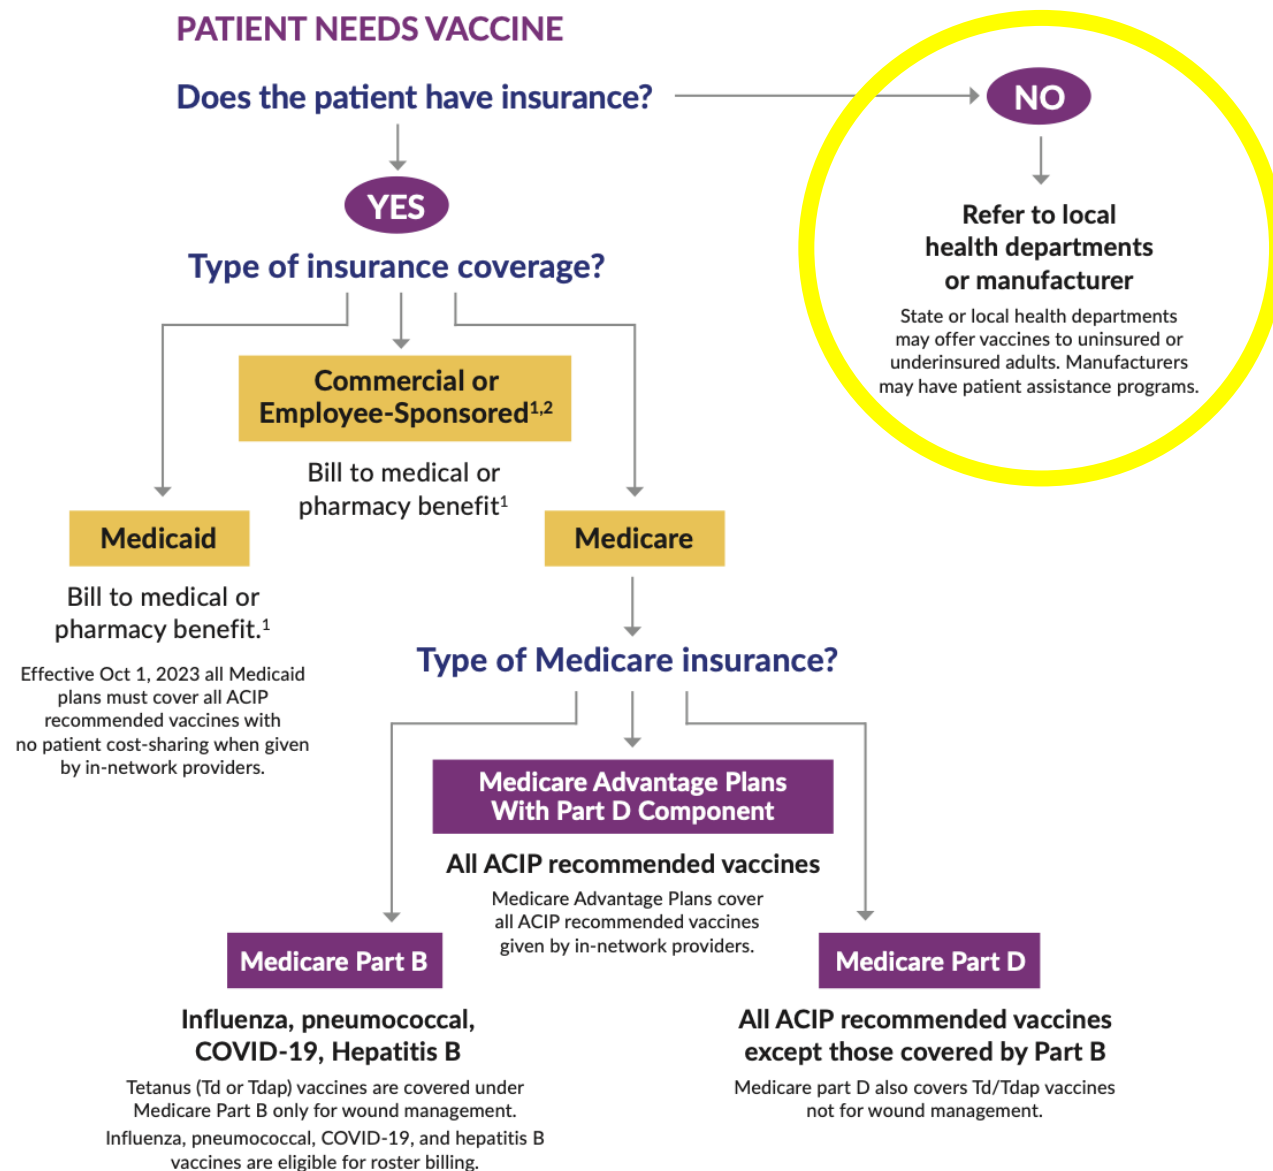 PATIENT NEEDS VACCINE
Does the patient have insurance?
NO
Refer to local
health departments
or manufacturer
State or local health departments
may offer vaccines to uninsured or
underinsured adults. Manufacturers
may have patient assistance programs.
YES
Type of insurance coverage?
Commercial or
Employee-Sponsored¹,²
Bill to medical or
pharmacy benefit¹
Medicaid
Bill to medical or
pharmacy benefit.¹
Effective Oct 1, 2023 all Medicaid
plans must cover all ACIP
recommended vaccines with
no patient cost-sharing when given
by in-network providers.
Medicare
Type of Medicare insurance?
Medicare Advantage Plans
With Part D Component
All ACIP recommended vaccines
Medicare Advantage Plans cover
all ACIP recommended vaccines
given by in-network providers.
Medicare Part B
Influenza, pneumococcal,
COVID-19, Hepatitis B
Tetanus (Td or Tdap) vaccines are covered under
Medicare Part B only for wound management.
Influenza, pneumococcal, COVID-19, and hepatitis B
vaccines are eligible for roster billing.
Medicare Part D
All ACIP recommended vaccines
except those covered by Part B
Medicare part D also covers Td/Tdap vaccines
not for wound management.